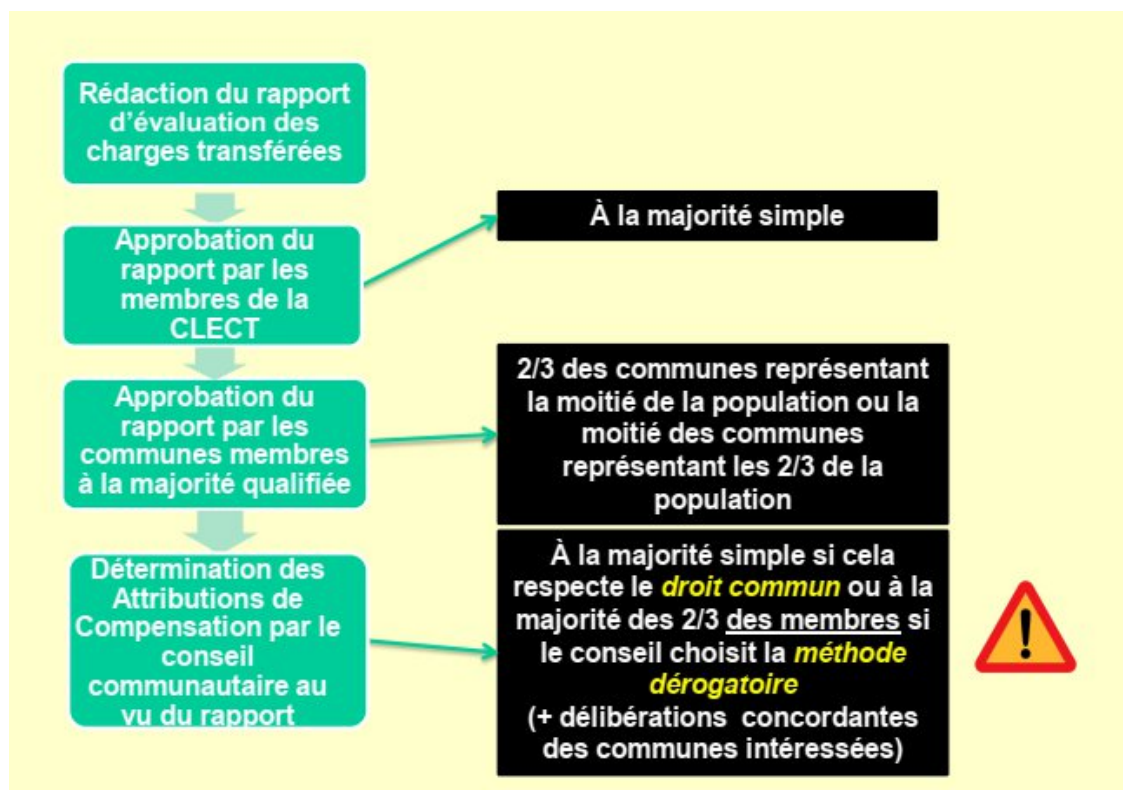 Rédaction du rapport
d'évaluation des
charges transférées
À la majorité simple
Approbation du
rapport par les
membres de la
CLECT
2/3 des communes représentant
la moitié de la population ou la
moitié des communes
représentant les 2/3 de la
population
Approbation du
rapport par les
communes membres
à la majorité qualifiée
À la majorité simple si cela
respecte le droit commun ou à la
majorité des 2/3 des membres si
le conseil choisit la méthode
dérogatoire
(+ délibérations concordantes
des communes intéressées)
Détermination des
Attributions de
Compensation par le
conseil
communautaire au
vu du rapport
!